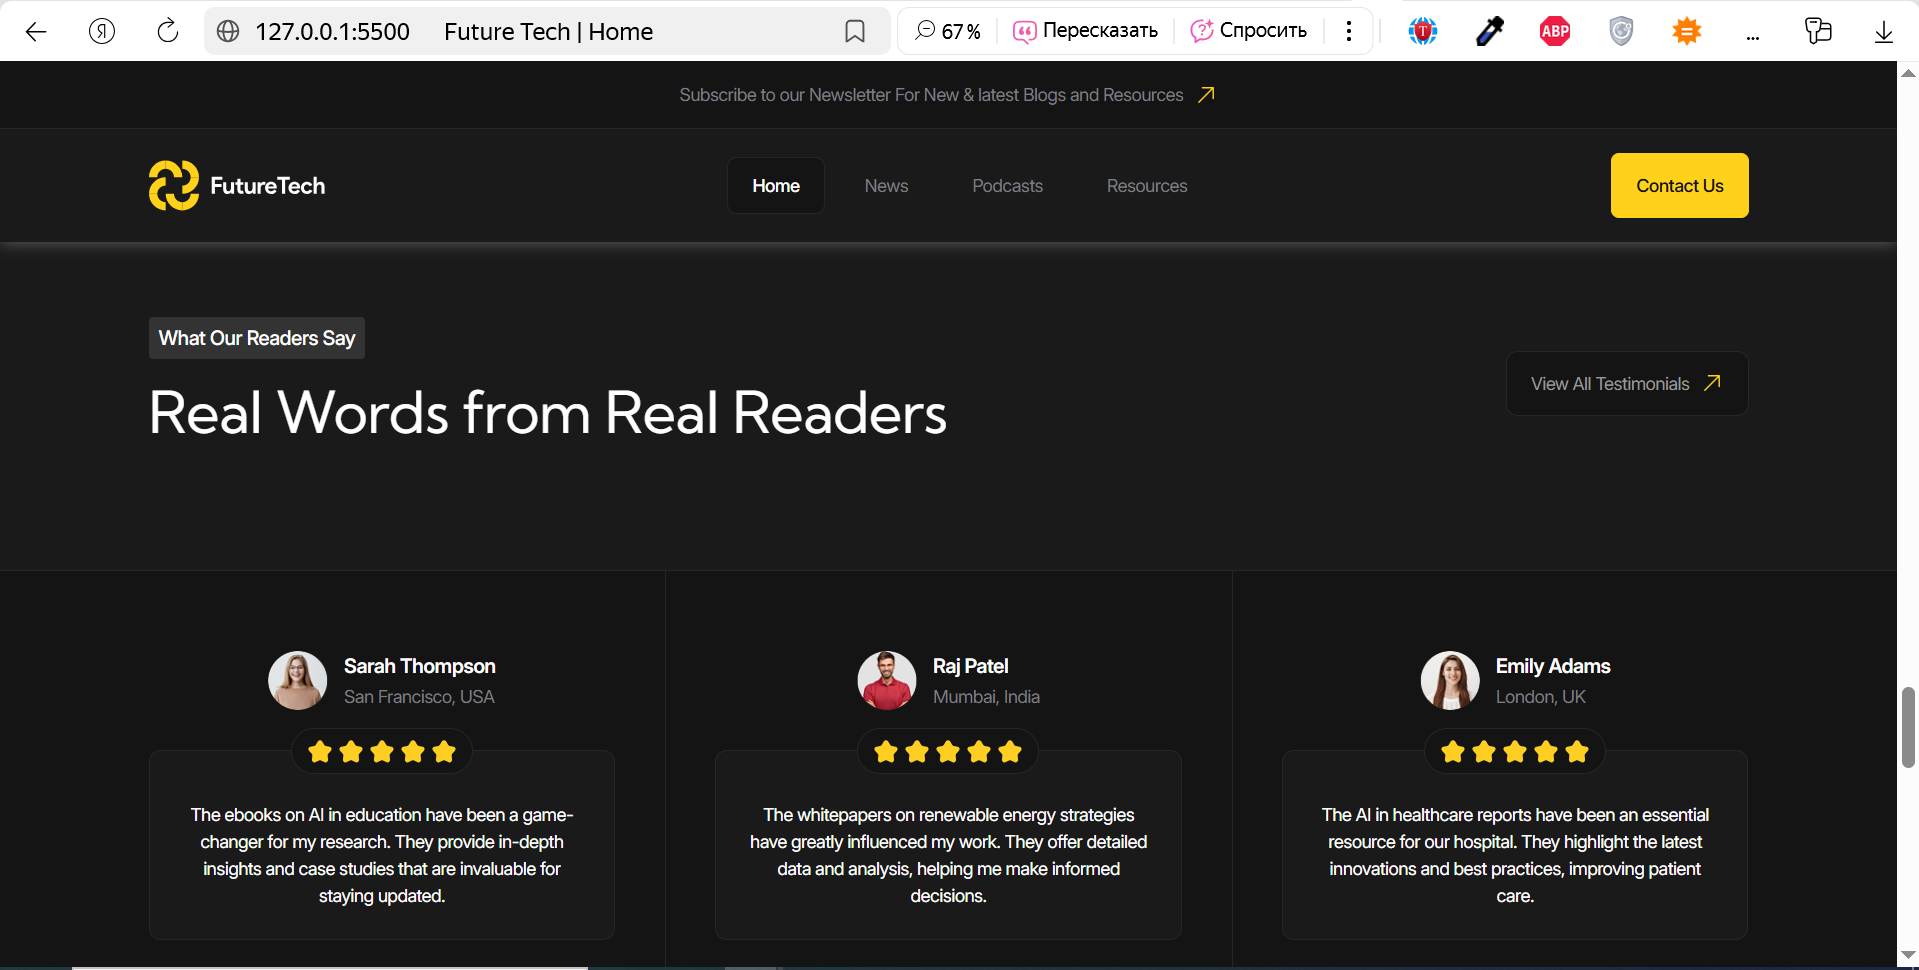 127.0.0.1:5500 Future Tech | Home 67 % Пересказать Спросить T ABP
Subscribe to our Newsletter For New & latest Blogs and Resources
FutureTech Home News Podcasts Resources Contact Us
What Our Readers Say
Real Words from Real Readers
View All Testimonials
Sarah Thompson
San Francisco, USA
The ebooks on AI in education have been a game-
changer for my research. They provide in-depth
insights and case studies that are invaluable for
staying updated.
Raj Patel
Mumbai, India
The whitepapers on renewable energy strategies
have greatly influenced my work. They offer detailed
data and analysis, helping me make informed
decisions.
Emily Adams
London, UK
The AI in healthcare reports have been an essential
resource for our hospital. They highlight the latest
innovations and best practices, improving patient
care.